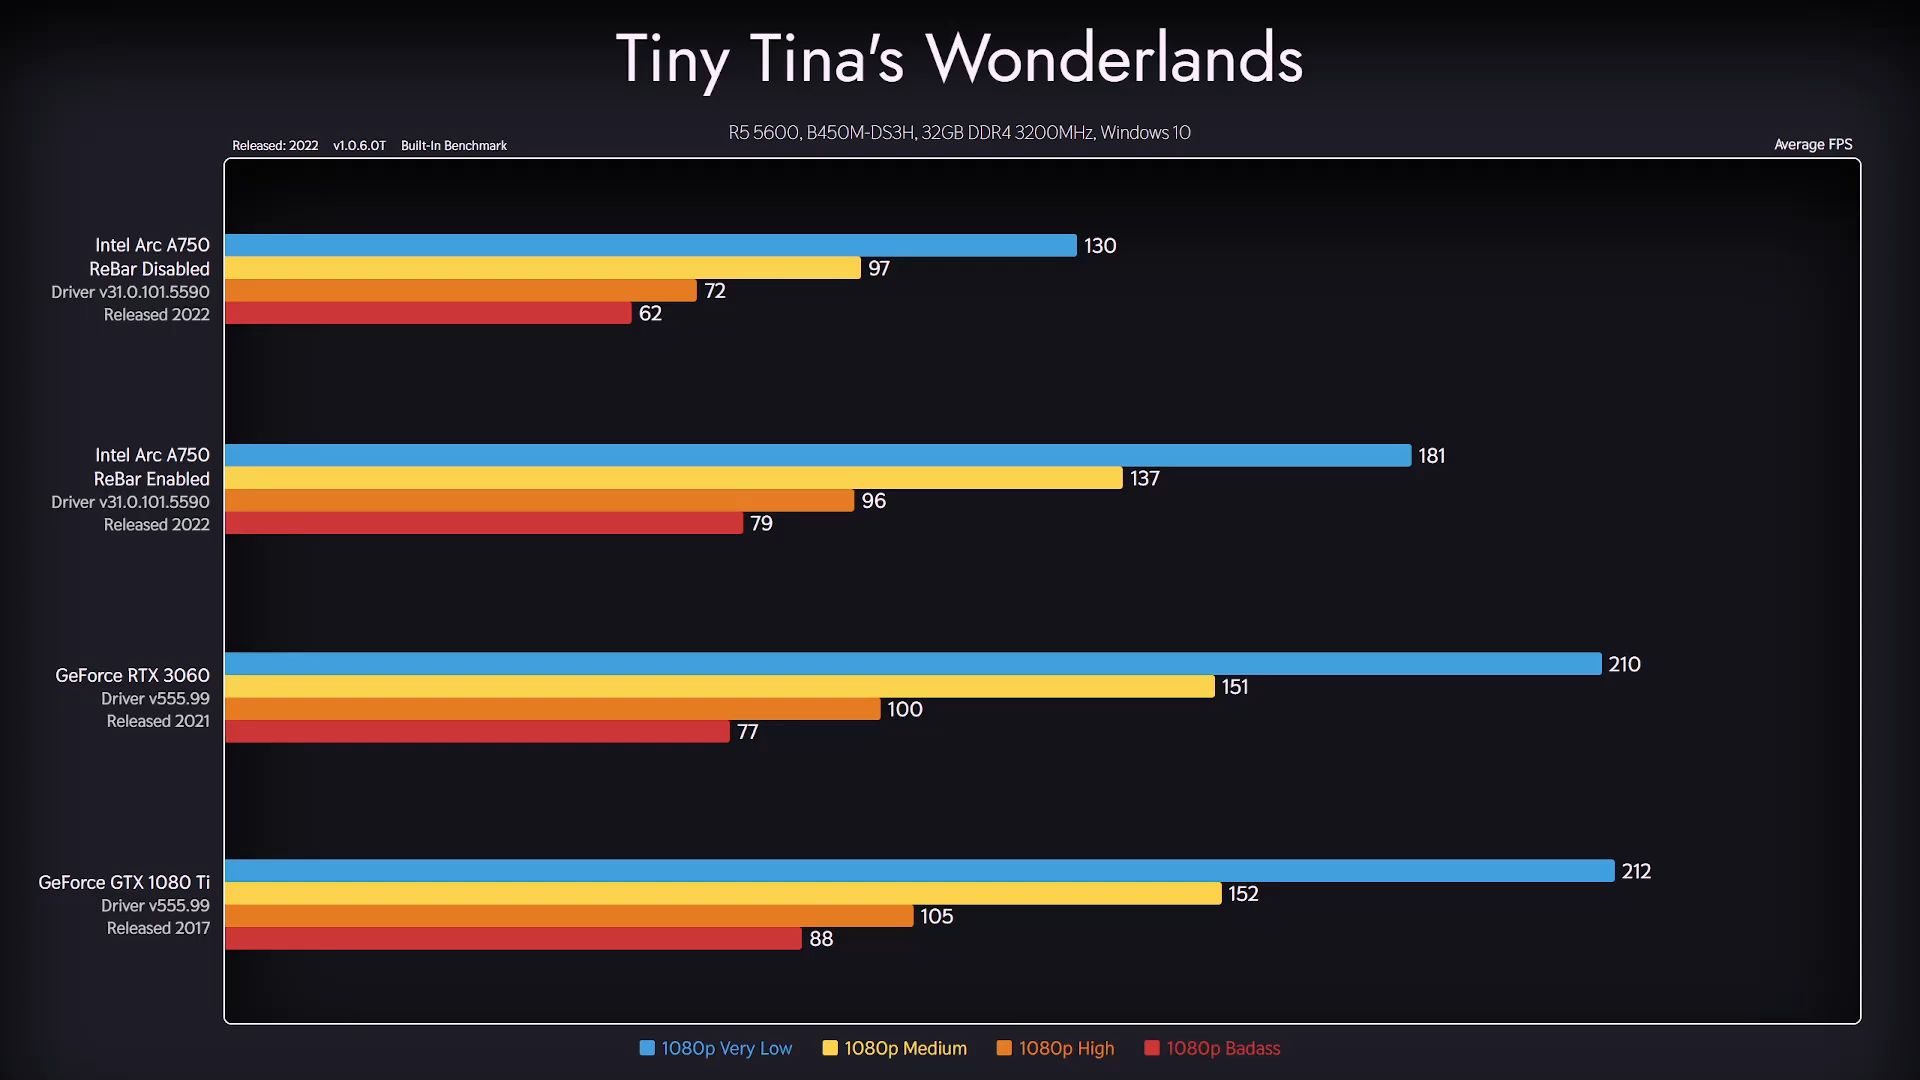 Tiny Tina's Wonderlands
R5 5600, B450M-DS3H, 32GB DDR4 3200MHz, Windows 10
Released: 2022 v1.0.6.0T Built-In Benchmark
Average FPS
Intel Arc A750
ReBar Disabled
Driver v31.0.101.5590
Released 2022
130
97
72
62
Intel Arc A750
ReBar Enabled
Driver v31.0.101.5590
Released 2022
181
137
96
79
GeForce RTX 3060
Driver v555.99
Released 2021
210
151
100
77
GeForce GTX 1080 Ti
Driver v555.99
Released 2017
212
152
105
88
1080p Very Low 1080p Medium 1080p High 1080p Badass